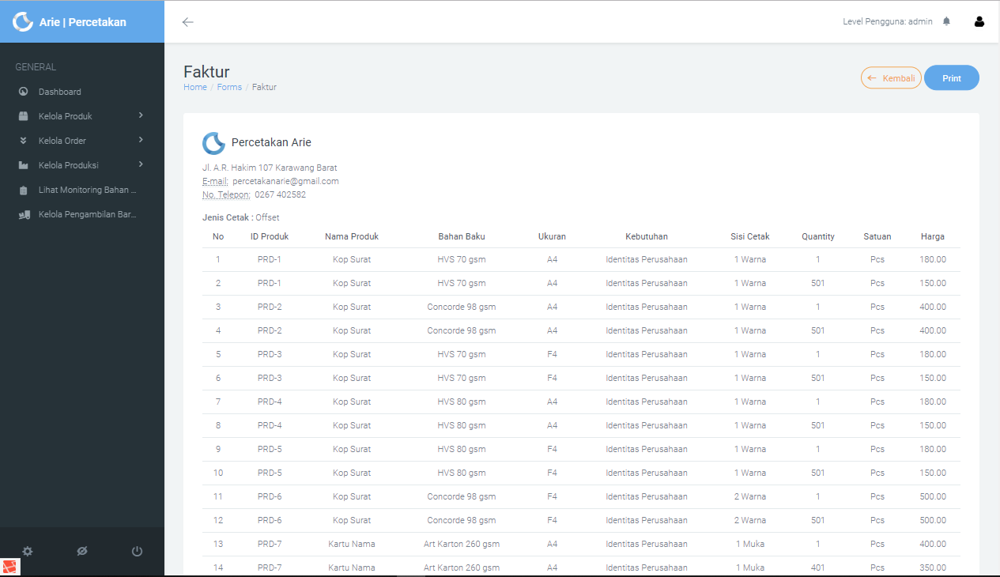 Arie | Percetakan
Level Pengguna: admin
GENERAL
Dashboard
Kelola Produk
Kelola Order
Kelola Produksi
Lihat Monitoring Bahan ...
Kelola Pengambilan Bar...
Faktur
Home / Forms / Faktur
Kembali
Print
Percetakan Arie
Jl. A.R. Hakim 107 Karawang Barat
E-mail: percetakanarie@gmail.com
No. Telepon: 0267 402582
Jenis Cetak : Offset
No ID Produk Nama Produk Bahan Baku Ukuran Kebutuhan Sisi Cetak Quantity Satuan Harga
1 PRD-1 Kop Surat HVS 70 gsm A4 Identitas Perusahaan 1 Warna 1 Pcs 180.00
2 PRD-1 Kop Surat HVS 70 gsm A4 Identitas Perusahaan 1 Warna 501 Pcs 150.00
3 PRD-2 Kop Surat Concorde 98 gsm A4 Identitas Perusahaan 1 Warna 1 Pcs 400.00
4 PRD-2 Kop Surat Concorde 98 gsm A4 Identitas Perusahaan 1 Warna 501 Pcs 400.00
5 PRD-3 Kop Surat HVS 70 gsm F4 Identitas Perusahaan 1 Warna 1 Pcs 180.00
6 PRD-3 Kop Surat HVS 70 gsm F4 Identitas Perusahaan 1 Warna 501 Pcs 150.00
7 PRD-4 Kop Surat HVS 80 gsm A4 Identitas Perusahaan 1 Warna 1 Pcs 180.00
8 PRD-4 Kop Surat HVS 80 gsm A4 Identitas Perusahaan 1 Warna 501 Pcs 150.00
9 PRD-5 Kop Surat HVS 80 gsm F4 Identitas Perusahaan 1 Warna 1 Pcs 180.00
10 PRD-5 Kop Surat HVS 80 gsm F4 Identitas Perusahaan 1 Warna 501 Pcs 150.00
11 PRD-6 Kop Surat Concorde 98 gsm F4 Identitas Perusahaan 2 Warna 1 Pcs 500.00
12 PRD-6 Kop Surat Concorde 98 gsm F4 Identitas Perusahaan 2 Warna 501 Pcs 500.00
13 PRD-7 Kartu Nama Art Karton 260 gsm A4 Identitas Perusahaan 1 Muka 1 Pcs 400.00
14 PRD-7 Kartu Nama Art Karton 260 gsm A4 Identitas Perusahaan 1 Muka 401 Pcs 350.00